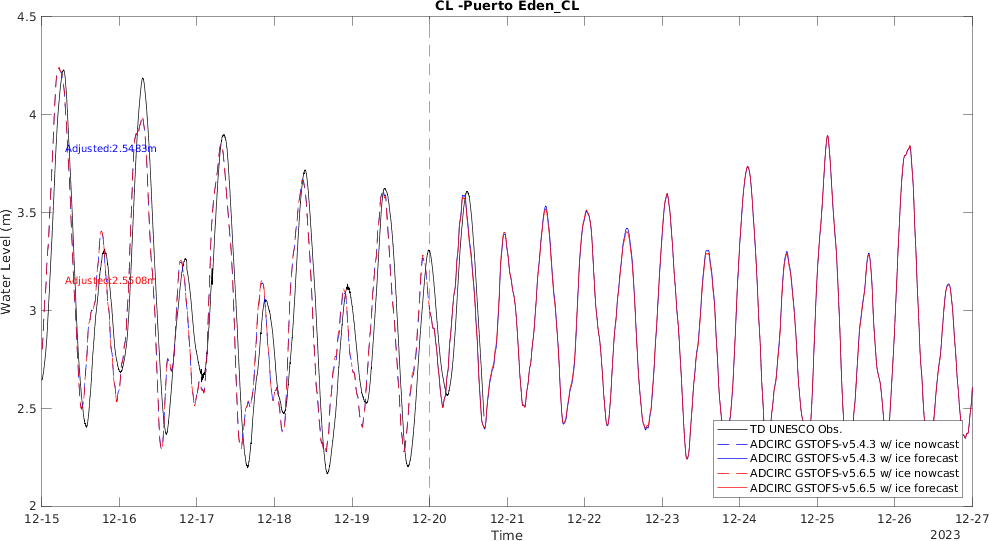 CL -Puerto Eden_CL
4.5
4
3.5
3
2.5
2
Water Level (m)
Adjusted:2.5483m
Adjusted:2.5508m
TD UNESCO Obs.
ADCIRC GSTOFS-v5.4.3 w/ ice nowcast
ADCIRC GSTOFS-v5.4.3 w/ ice forecast
ADCIRC GSTOFS-v5.6.5 w/ ice nowcast
ADCIRC GSTOFS-v5.6.5 w/ ice forecast
12-15 12-16 12-17 12-18 12-19 12-20 12-21 12-22 12-23 12-24 12-25 12-26 12-27
Time
2023